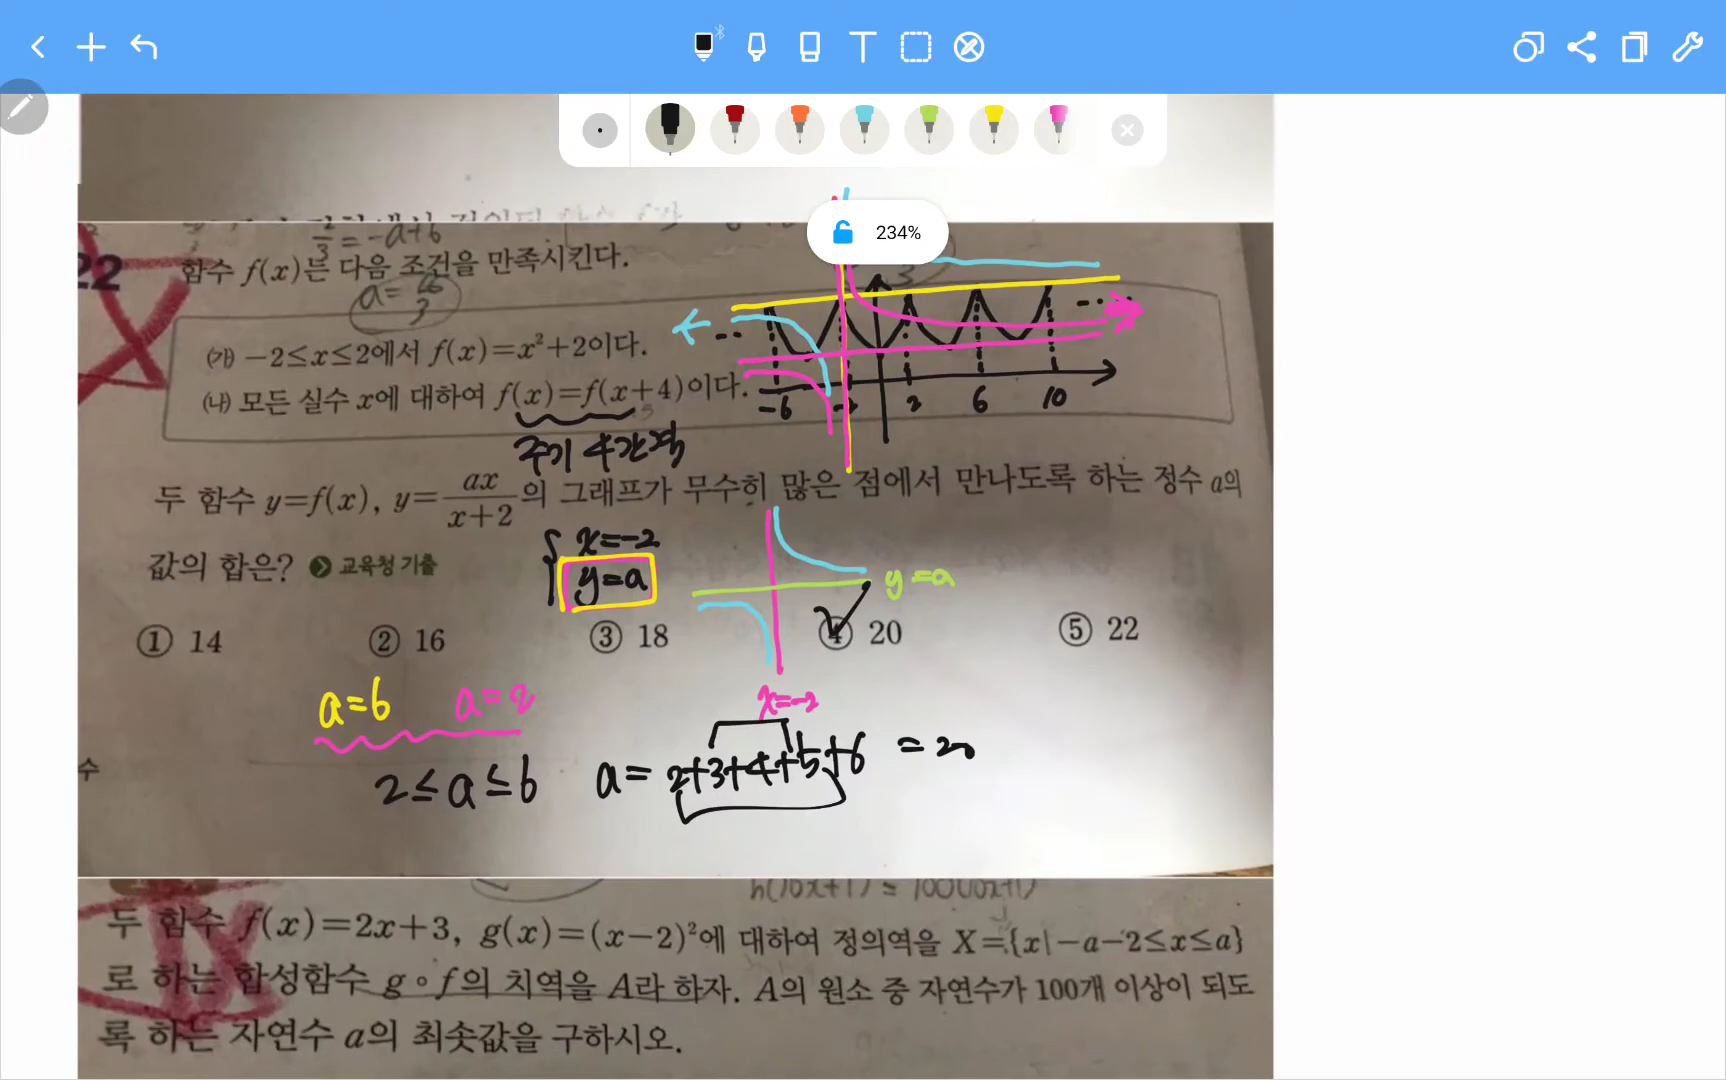 234%
2/3 = -a+b
22
함수 f(x)는 다음 조건을 만족시킨다.
a =
3
(가) -2≤x≤2에서 f(x)=x²+2이다.
(나) 모든 실수 x에 대하여 f(x)=f(x+4)이다.
-6 -2 2 6 10
주기 4간격
두 함수 y=f(x), y=ax/(x+2)의 그래프가 무수히 많은 점에서 만나도록 하는 정수 a의
값의 합은? 교육청 기출
x=-2
y=a
y=a
① 14 ② 16 ③ 18 ④ 20 ⑤ 22
x=-2
a=6 a=2
2≤a≤6 a=2+3+4+5+6 =20
수
h(10x+1) =
두 함수 f(x)=2x+3, g(x)=(x-2)²에 대하여 정의역을 X={x|-a-2≤x≤a}
로 하는 합성함수 g∘f의 치역을 A라 하자. A의 원소 중 자연수가 100개 이상이 되도
록 하는 자연수 a의 최솟값을 구하시오.